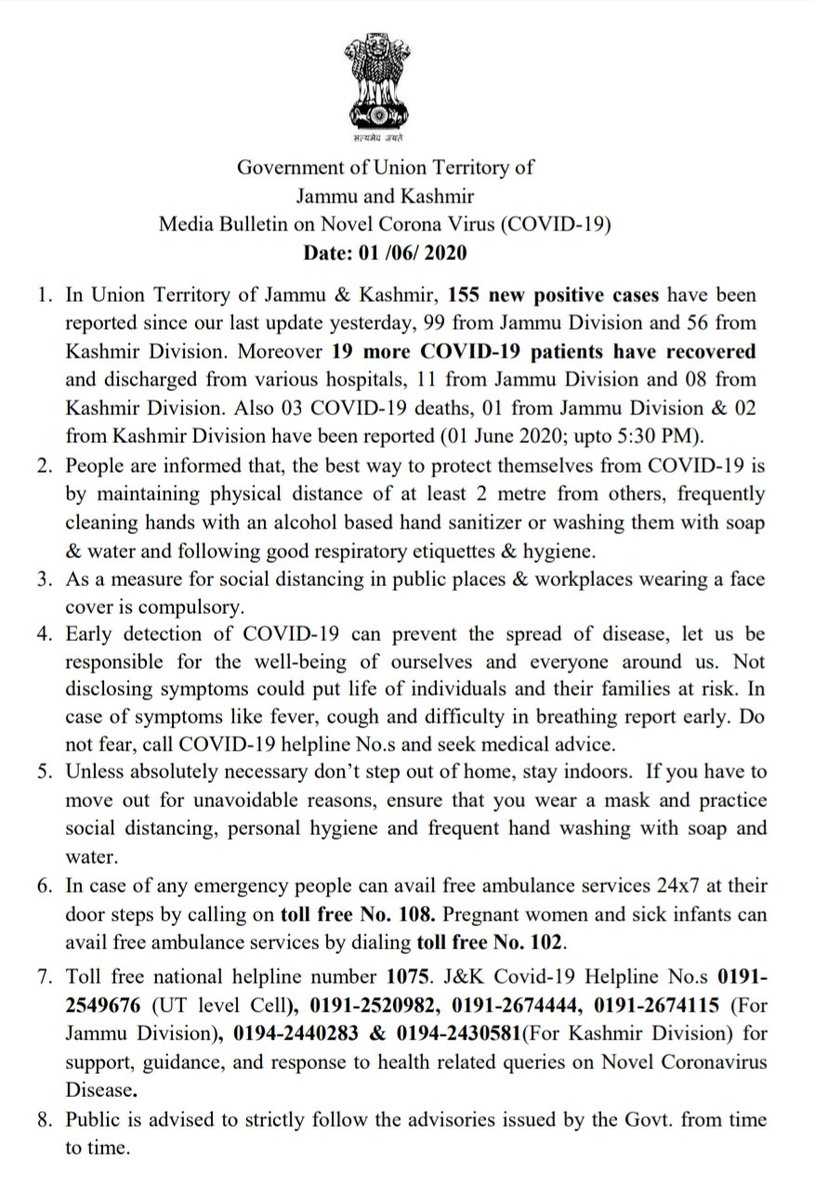 सत्यमेव जयते
Government of Union Territory of
Jammu and Kashmir
Media Bulletin on Novel Corona Virus (COVID-19)
Date: 01 /06/ 2020
1. In Union Territory of Jammu & Kashmir, 155 new positive cases have been
reported since our last update yesterday, 99 from Jammu Division and 56 from
Kashmir Division. Moreover 19 more COVID-19 patients have recovered
and discharged from various hospitals, 11 from Jammu Division and 08 from
Kashmir Division. Also 03 COVID-19 deaths, 01 from Jammu Division & 02
from Kashmir Division have been reported (01 June 2020; upto 5:30 PM).
2. People are informed that, the best way to protect themselves from COVID-19 is
by maintaining physical distance of at least 2 metre from others, frequently
cleaning hands with an alcohol based hand sanitizer or washing them with soap
& water and following good respiratory etiquettes & hygiene.
3. As a measure for social distancing in public places & workplaces wearing a face
cover is compulsory.
4. Early detection of COVID-19 can prevent the spread of disease, let us be
responsible for the well-being of ourselves and everyone around us. Not
disclosing symptoms could put life of individuals and their families at risk. In
case of symptoms like fever, cough and difficulty in breathing report early. Do
not fear, call COVID-19 helpline No.s and seek medical advice.
5. Unless absolutely necessary don't step out of home, stay indoors. If you have to
move out for unavoidable reasons, ensure that you wear a mask and practice
social distancing, personal hygiene and frequent hand washing with soap and
water.
6. In case of any emergency people can avail free ambulance services 24x7 at their
door steps by calling on toll free No. 108. Pregnant women and sick infants can
avail free ambulance services by dialing toll free No. 102.
7. Toll free national helpline number 1075. J&K Covid-19 Helpline No.s 0191-
2549676 (UT level Cell), 0191-2520982, 0191-2674444, 0191-2674115 (For
Jammu Division), 0194-2440283 & 0194-2430581(For Kashmir Division) for
support, guidance, and response to health related queries on Novel Coronavirus
Disease.
8. Public is advised to strictly follow the advisories issued by the Govt. from time
to time.